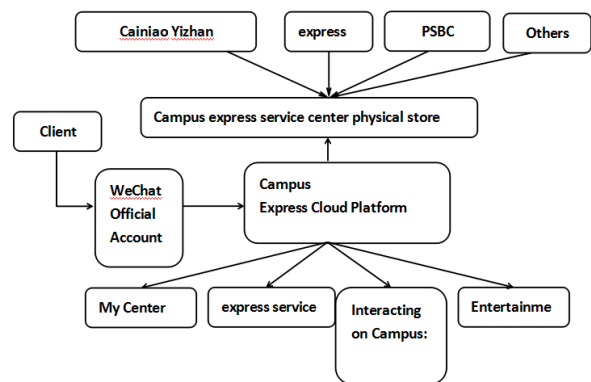 Cainiao Yizhan
express
PSBC
Others
Campus express service center physical store
Client
WeChat
Official
Account
Campus
Express Cloud Platform
My Center
express service
Interacting
on Campus:
Entertainme